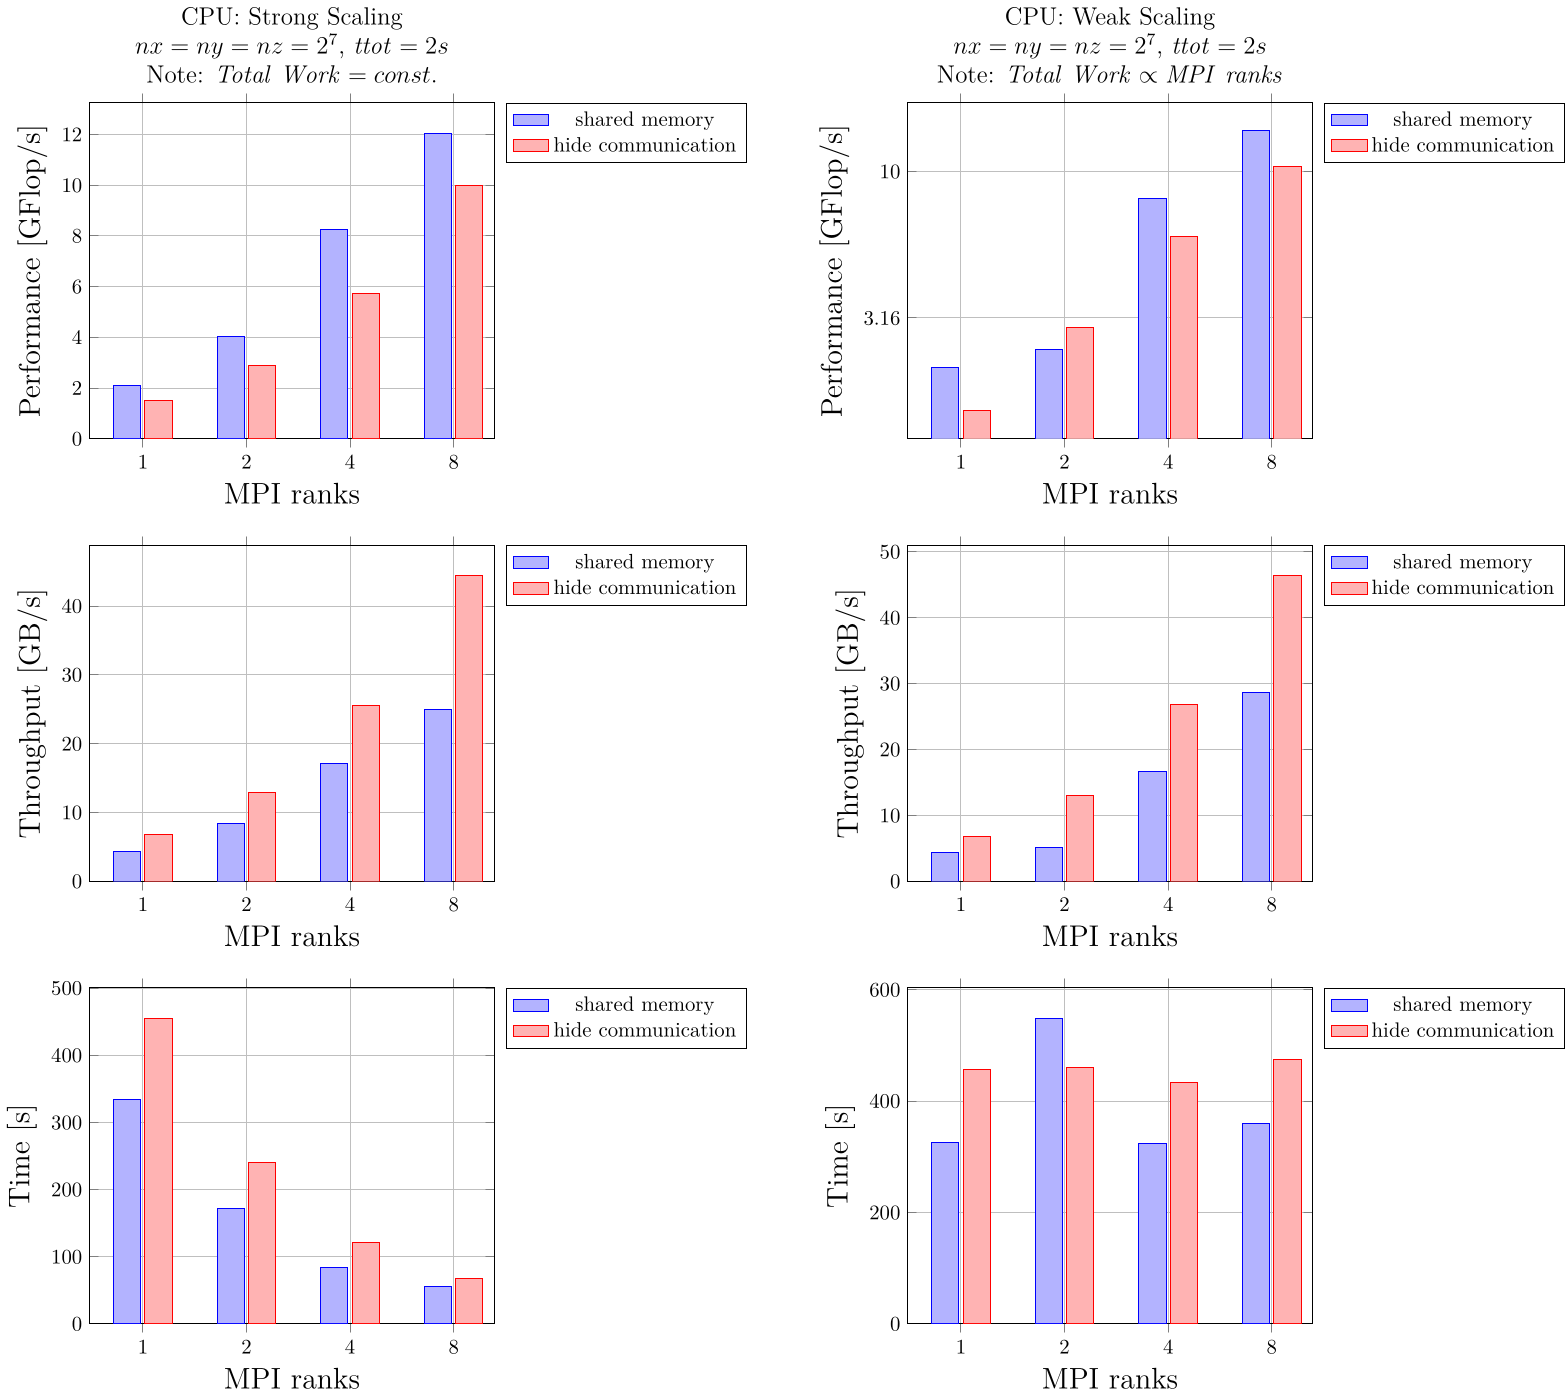 CPU: Strong Scaling
nx = ny = nz = 2^7, ttot = 2s
Note: Total Work = const.
Performance [GFlop/s]
12
10
8
6
4
2
0
1 2 4 8
MPI ranks
shared memory
hide communication
CPU: Weak Scaling
nx = ny = nz = 2^7, ttot = 2s
Note: Total Work ∝ MPI ranks
Performance [GFlop/s]
10
3.16
1 2 4 8
MPI ranks
shared memory
hide communication
Throughput [GB/s]
40
30
20
10
0
1 2 4 8
MPI ranks
shared memory
hide communication
Throughput [GB/s]
50
40
30
20
10
0
1 2 4 8
MPI ranks
shared memory
hide communication
Time [s]
500
400
300
200
100
0
1 2 4 8
MPI ranks
shared memory
hide communication
Time [s]
600
400
200
0
1 2 4 8
MPI ranks
shared memory
hide communication